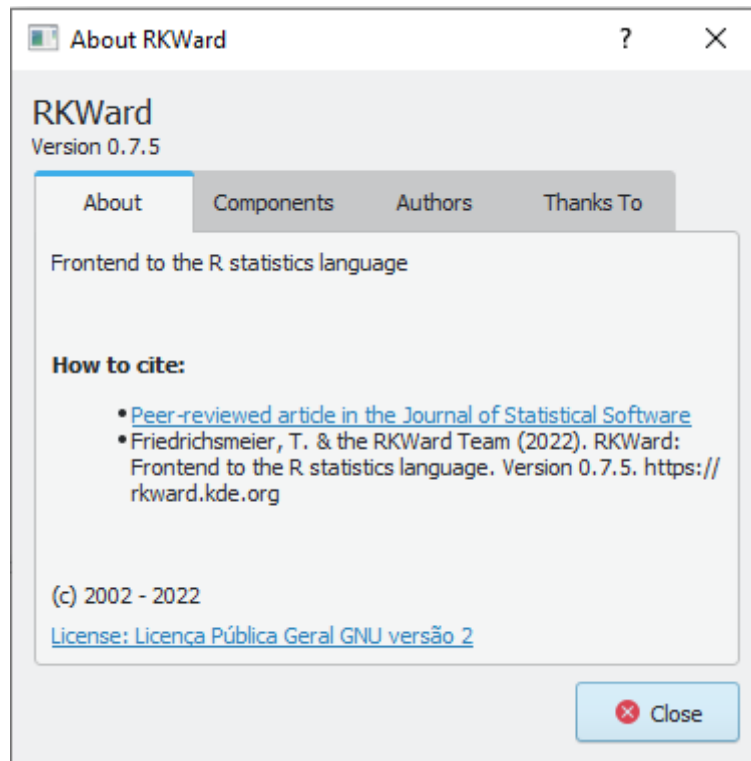 About RKWard
?
RKWard
Version 0.7.5
About Components Authors Thanks To
Frontend to the R statistics language
How to cite:
• Peer-reviewed article in the Journal of Statistical Software
• Friedrichsmeier, T. & the RKWard Team (2022). RKWard:
Frontend to the R statistics language. Version 0.7.5. https://
rkward.kde.org
(c) 2002 - 2022
License: Licença Pública Geral GNU versão 2
Close